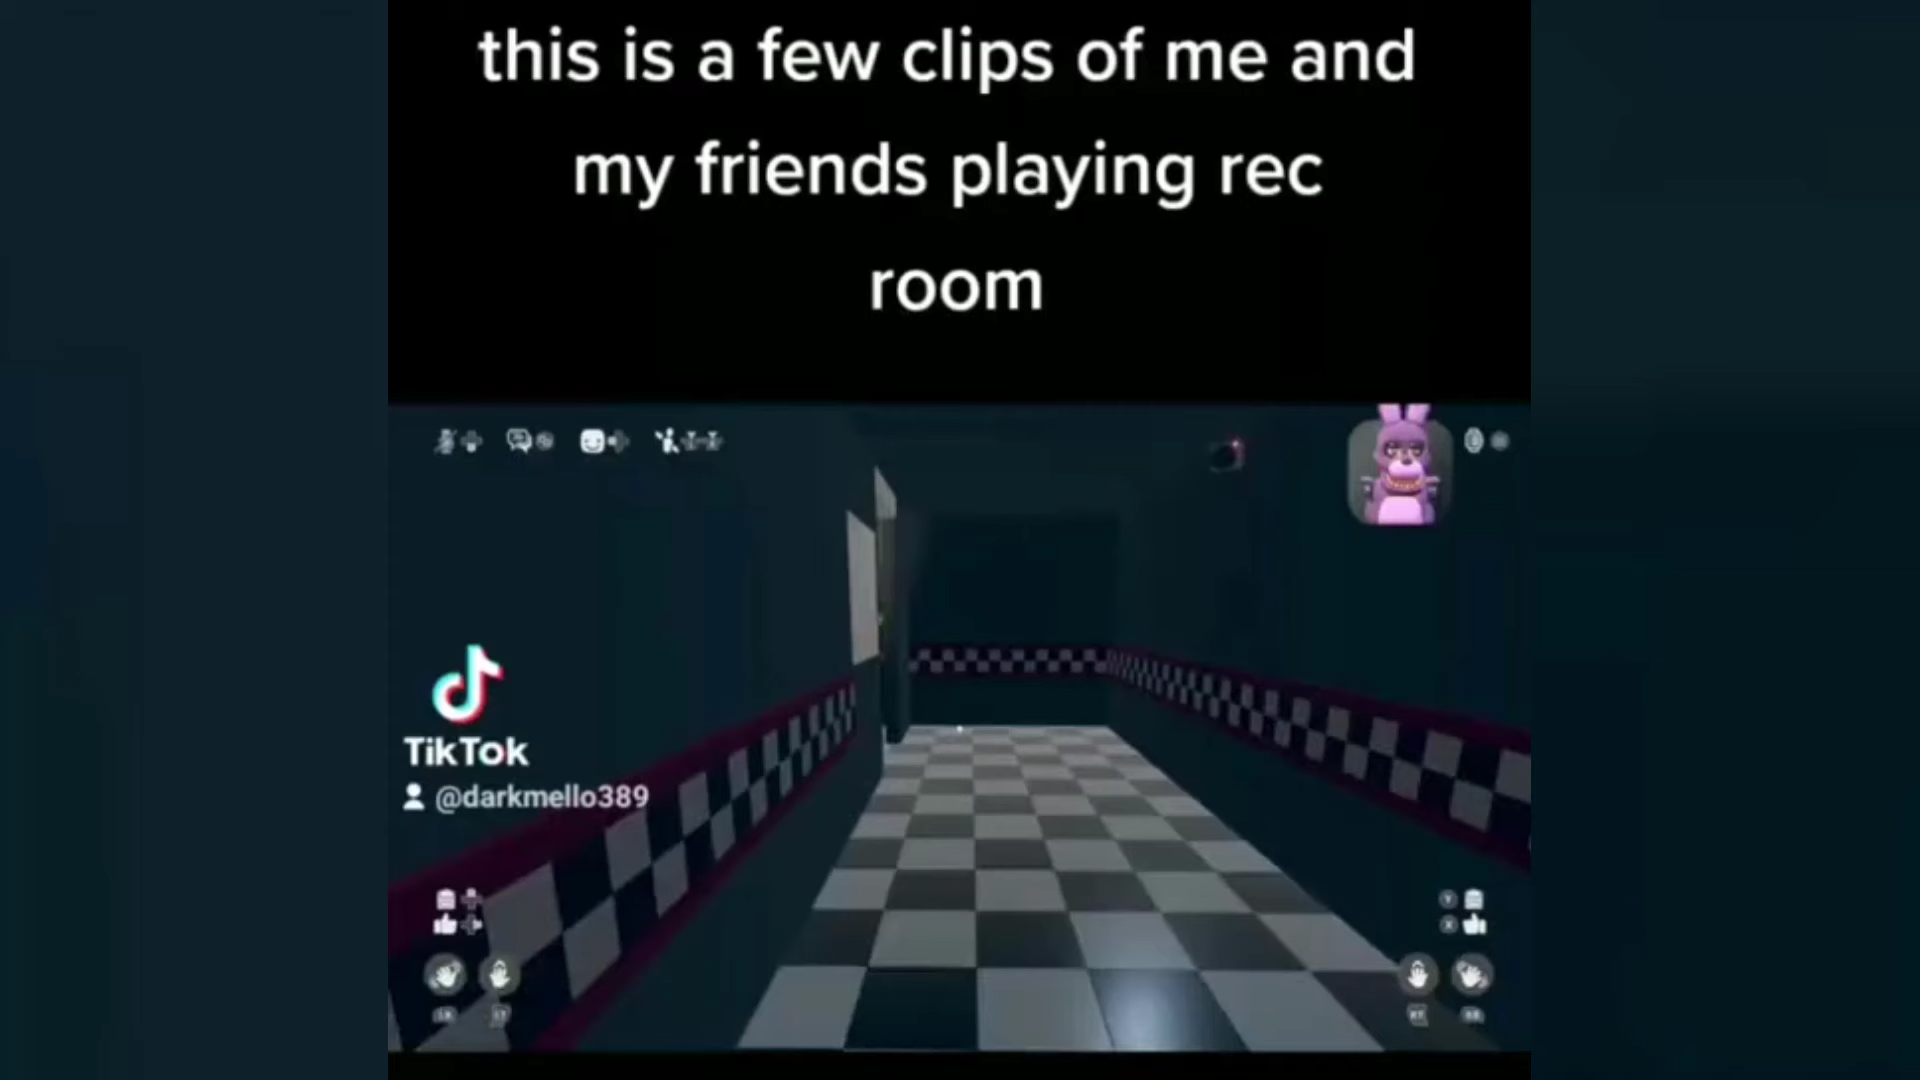 this is a few clips of me and
my friends playing rec
room
TikTok
@darkmello389
Y
X